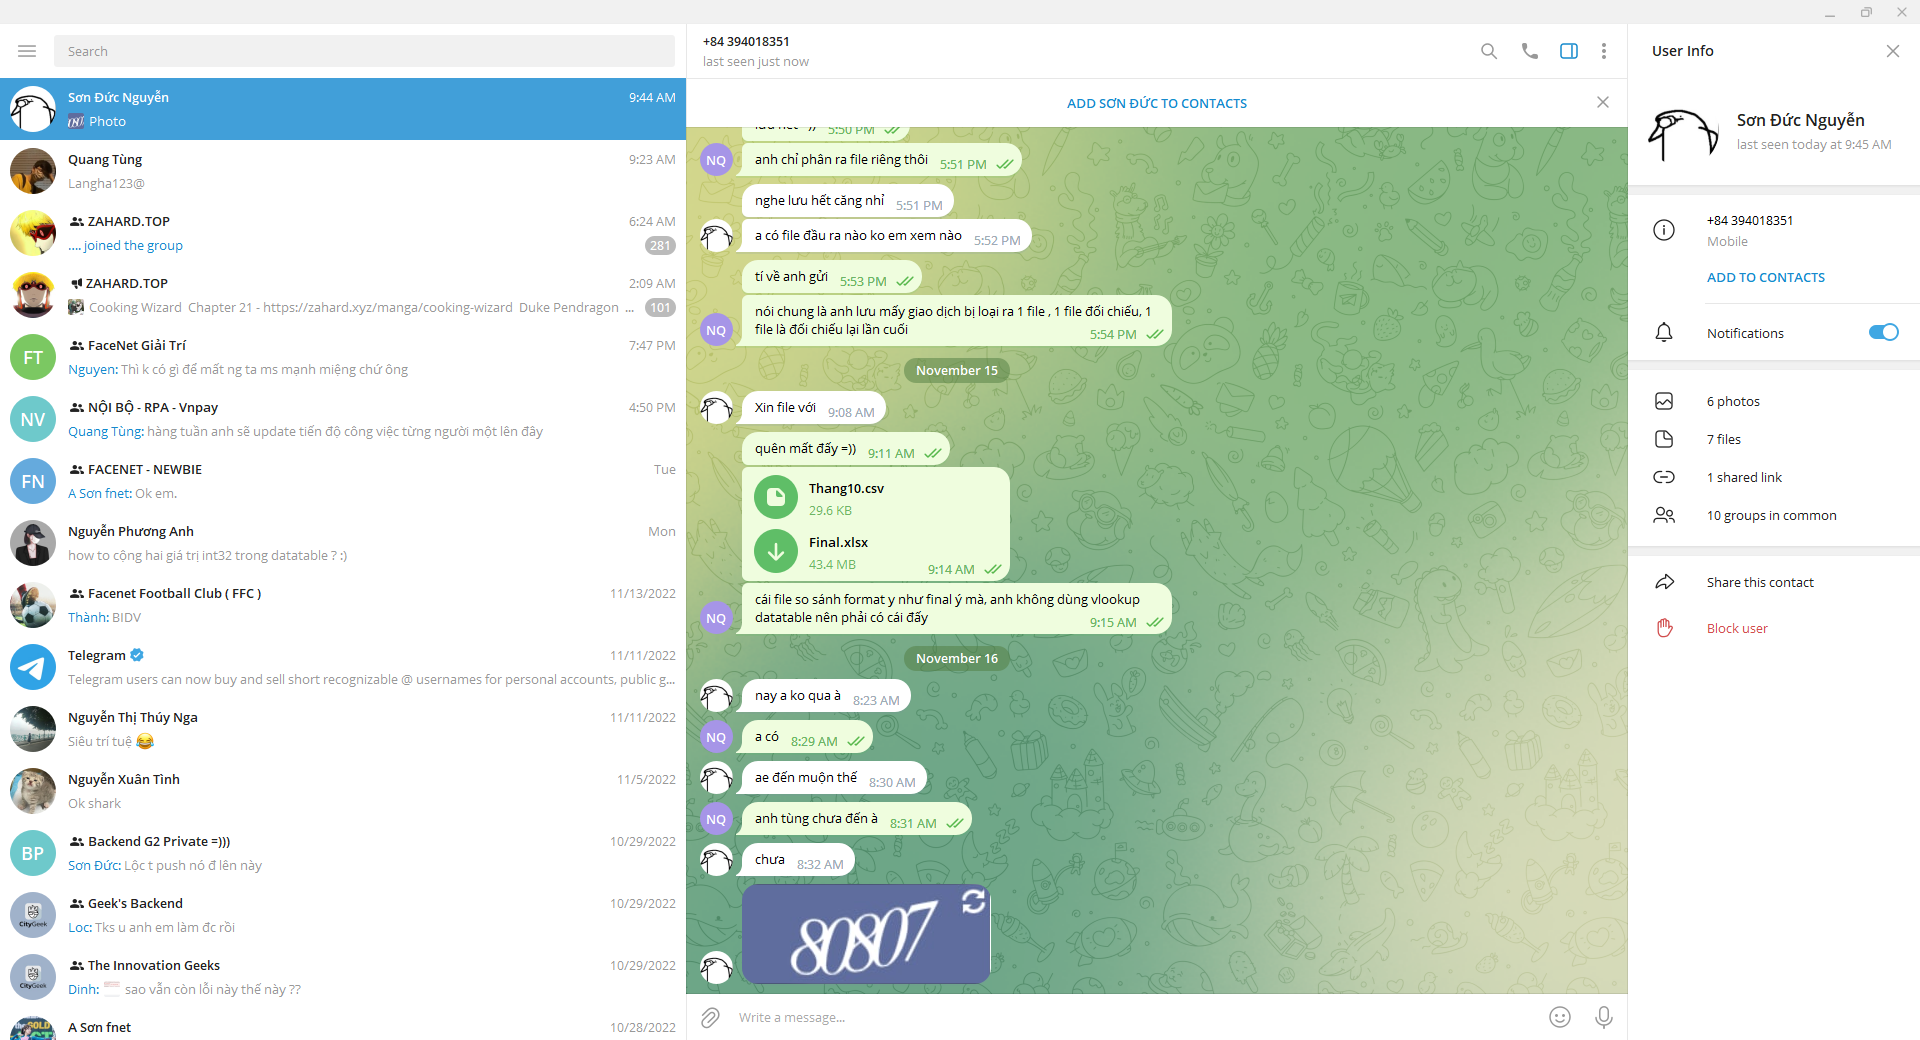 Search
Sơn Đức Nguyễn
9:44 AM
Photo
Quang Tùng
9:23 AM
Langha123@
ZAHARD.TOP
6:24 AM
.... joined the group
281
ZAHARD.TOP
2:09 AM
Cooking Wizard  Chapter 21 - https://zahard.xyz/manga/cooking-wizard  Duke Pendragon ...
101
FT
FaceNet Giải Trí
7:47 PM
Nguyen: Thì k có gì để mất ng ta ms mạnh miệng chứ ông
NV
NỘI BỘ - RPA - Vnpay
4:50 PM
Quang Tùng: hàng tuần anh sẽ update tiến độ công việc từng người một lên đây
FN
FACENET - NEWBIE
Tue
A Sơn fnet: Ok em.
Nguyễn Phương Anh
Mon
how to cộng hai giá trị int32 trong datatable ? :)
Facenet Football Club ( FFC )
11/13/2022
Thành: BIDV
Telegram
11/11/2022
Telegram users can now buy and sell short recognizable @ usernames for personal accounts, public g...
Nguyễn Thị Thúy Nga
11/11/2022
Siêu trí tuệ 😂
Nguyễn Xuân Tình
11/5/2022
Ok shark
BP
Backend G2 Private =)))
10/29/2022
Sơn Đức: Lộc t push nó đ lên này
CityGeek
Geek's Backend
10/29/2022
Loc: Tks u anh em làm đc rồi
CityGeek
The Innovation Geeks
10/29/2022
Dinh: sao vẫn còn lỗi này thế này ??
A Sơn fnet
10/28/2022
+84 394018351
last seen just now
ADD SƠN ĐỨC TO CONTACTS
5:50 PM
NQ
anh chỉ phân ra file riêng thôi 5:51 PM
nghe lưu hết căng nhỉ 5:51 PM
a có file đầu ra nào ko em xem nào 5:52 PM
tí về anh gửi 5:53 PM
nói chung là anh lưu mấy giao dịch bị loại ra 1 file , 1 file đối chiếu, 1
file là đối chiếu lại lần cuối
5:54 PM
NQ
November 15
Xin file với 9:08 AM
quên mất đấy =)) 9:11 AM
Thang10.csv
29.6 KB
Final.xlsx
43.4 MB
9:14 AM
cái file so sánh format y như final ý mà, anh không dùng vlookup
datatable nên phải có cái đấy
9:15 AM
NQ
November 16
nay a ko qua à 8:23 AM
NQ
a có 8:29 AM
ae đến muộn thế 8:30 AM
NQ
anh tùng chưa đến à 8:31 AM
chưa 8:32 AM
80807
Write a message...
User Info
Sơn Đức Nguyễn
last seen today at 9:45 AM
+84 394018351
Mobile
ADD TO CONTACTS
Notifications
6 photos
7 files
1 shared link
10 groups in common
Share this contact
Block user